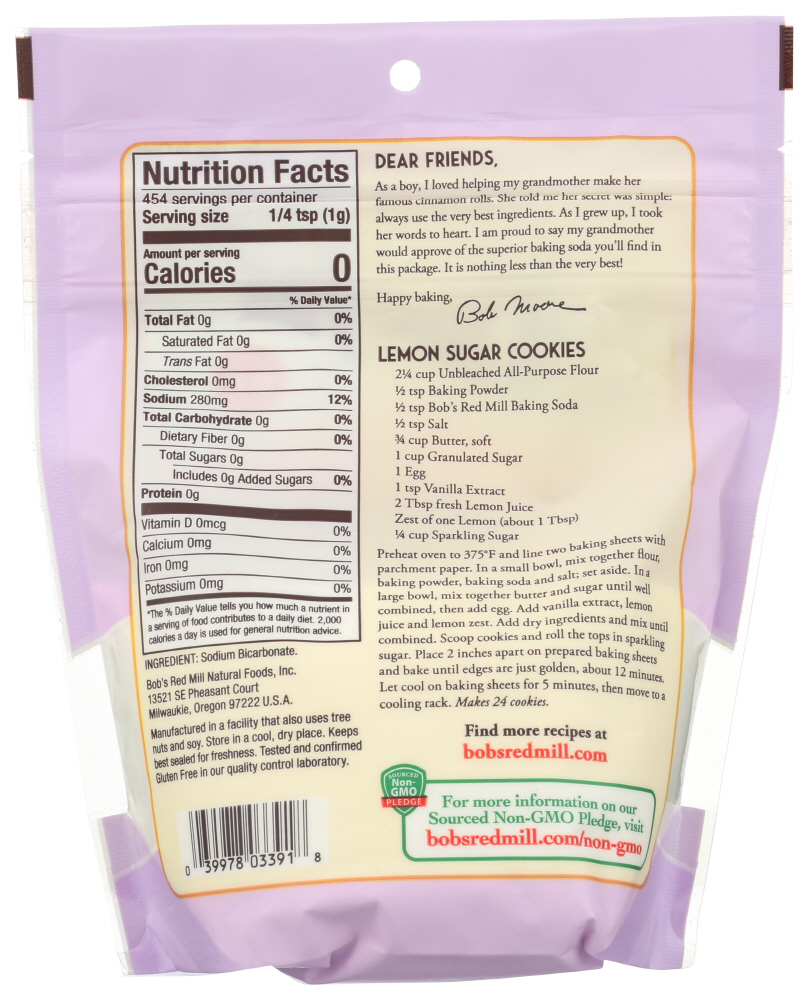 Nutrition Facts
454 servings per container
Serving size 1/4 tsp (1g)
Amount per serving
Calories 0
% Daily Value*
Total Fat 0g 0%
Saturated Fat 0g 0%
Trans Fat 0g
Cholesterol 0mg 0%
Sodium 280mg 12%
Total Carbohydrate 0g 0%
Dietary Fiber 0g 0%
Total Sugars 0g
Includes 0g Added Sugars 0%
Protein 0g
Vitamin D 0mcg 0%
Calcium 0mg 0%
Iron 0mg 0%
Potassium 0mg 0%
*The % Daily Value tells you how much a nutrient in
a serving of food contributes to a daily diet. 2,000
calories a day is used for general nutrition advice.
INGREDIENT: Sodium Bicarbonate.
Bob's Red Mill Natural Foods, Inc.
13521 SE Pheasant Court
Milwaukie, Oregon 97222 U.S.A.
Manufactured in a facility that also uses tree
nuts and soy. Store in a cool, dry place. Keeps
best sealed for freshness. Tested and confirmed
Gluten Free in our quality control laboratory.
0 39978 03391 8
DEAR FRIENDS,
As a boy, I loved helping my grandmother make her
famous cinnamon rolls. She told me her secret was simple:
always use the very best ingredients. As I grew up, I took
her words to heart. I am proud to say my grandmother
would approve of the superior baking soda you'll find in
this package. It is nothing less than the very best!
Happy baking,
Bob Moore
LEMON SUGAR COOKIES
2¼ cup Unbleached All-Purpose Flour
½ tsp Baking Powder
½ tsp Bob's Red Mill Baking Soda
½ tsp Salt
¾ cup Butter, soft
1 cup Granulated Sugar
1 Egg
1 tsp Vanilla Extract
2 Tbsp fresh Lemon Juice
Zest of one Lemon (about 1 Tbsp)
¼ cup Sparkling Sugar
Preheat oven to 375°F and line two baking sheets with
parchment paper. In a small bowl, mix together flour,
baking powder, baking soda and salt; set aside. In a
large bowl, mix together butter and sugar until well
combined, then add egg. Add vanilla extract, lemon
juice and lemon zest. Add dry ingredients and mix until
combined. Scoop cookies and roll the tops in sparkling
sugar. Place 2 inches apart on prepared baking sheets
and bake until edges are just golden, about 12 minutes.
Let cool on baking sheets for 5 minutes, then move to a
cooling rack. Makes 24 cookies.
Find more recipes at
bobsredmill.com
SOURCED
Non-
GMO
PLEDGE
For more information on our
Sourced Non-GMO Pledge, visit
bobsredmill.com/non-gmo